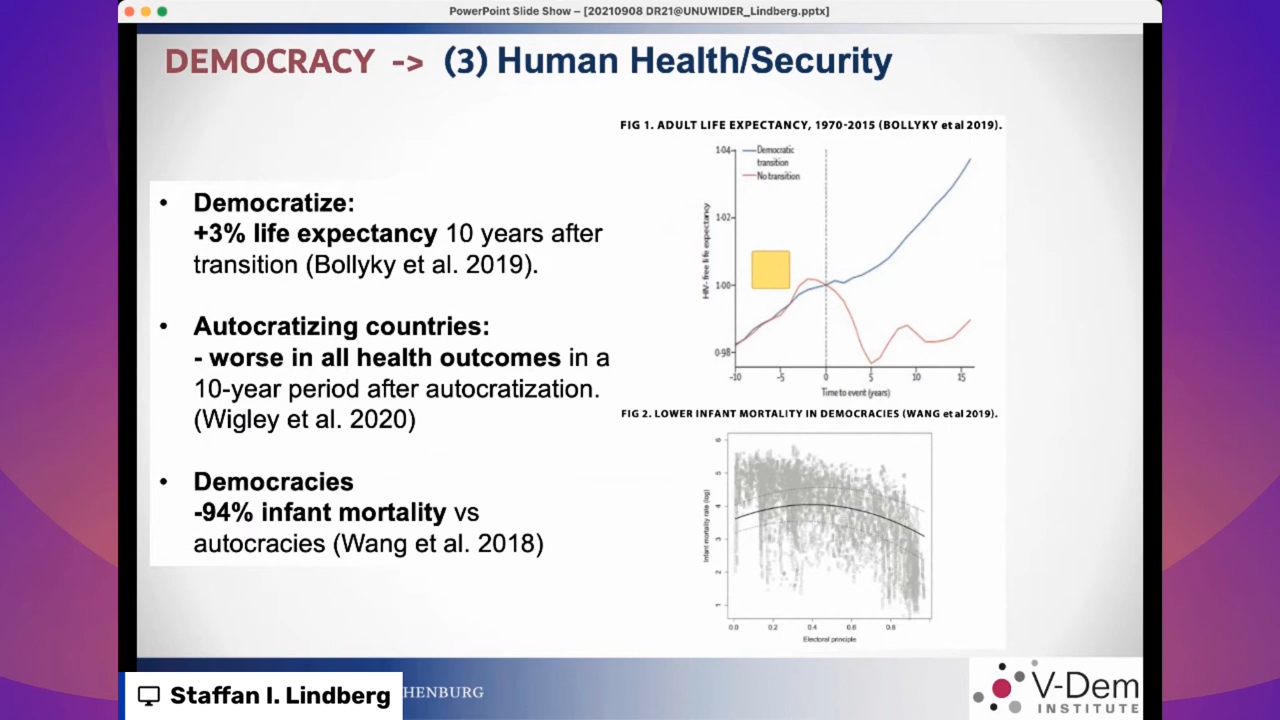 PowerPoint Slide Show – [20210908 DR21@UNUWIDER_Lindberg.pptx]
DEMOCRACY -> (3) Human Health/Security
• Democratize:
+3% life expectancy 10 years after
transition (Bollyky et al. 2019).
• Autocratizing countries:
- worse in all health outcomes in a
10-year period after autocratization.
(Wigley et al. 2020)
• Democracies
-94% infant mortality vs
autocracies (Wang et al. 2018)
FIG 1. ADULT LIFE EXPECTANCY, 1970-2015 (BOLLYKY et al 2019).
1·04
Democratic
transition
No transition
1·02
1·00
0·98
HIV-free life expectancy
-10 -5 0 5 10 15
Time to event (years)
FIG 2. LOWER INFANT MORTALITY IN DEMOCRACIES (WANG et al 2019).
6
5
4
3
2
1
Infant mortality rate (log)
0.0 0.2 0.4 0.6 0.8
Electoral principle
Staffan I. Lindberg
HENBURG
V-Dem
INSTITUTE